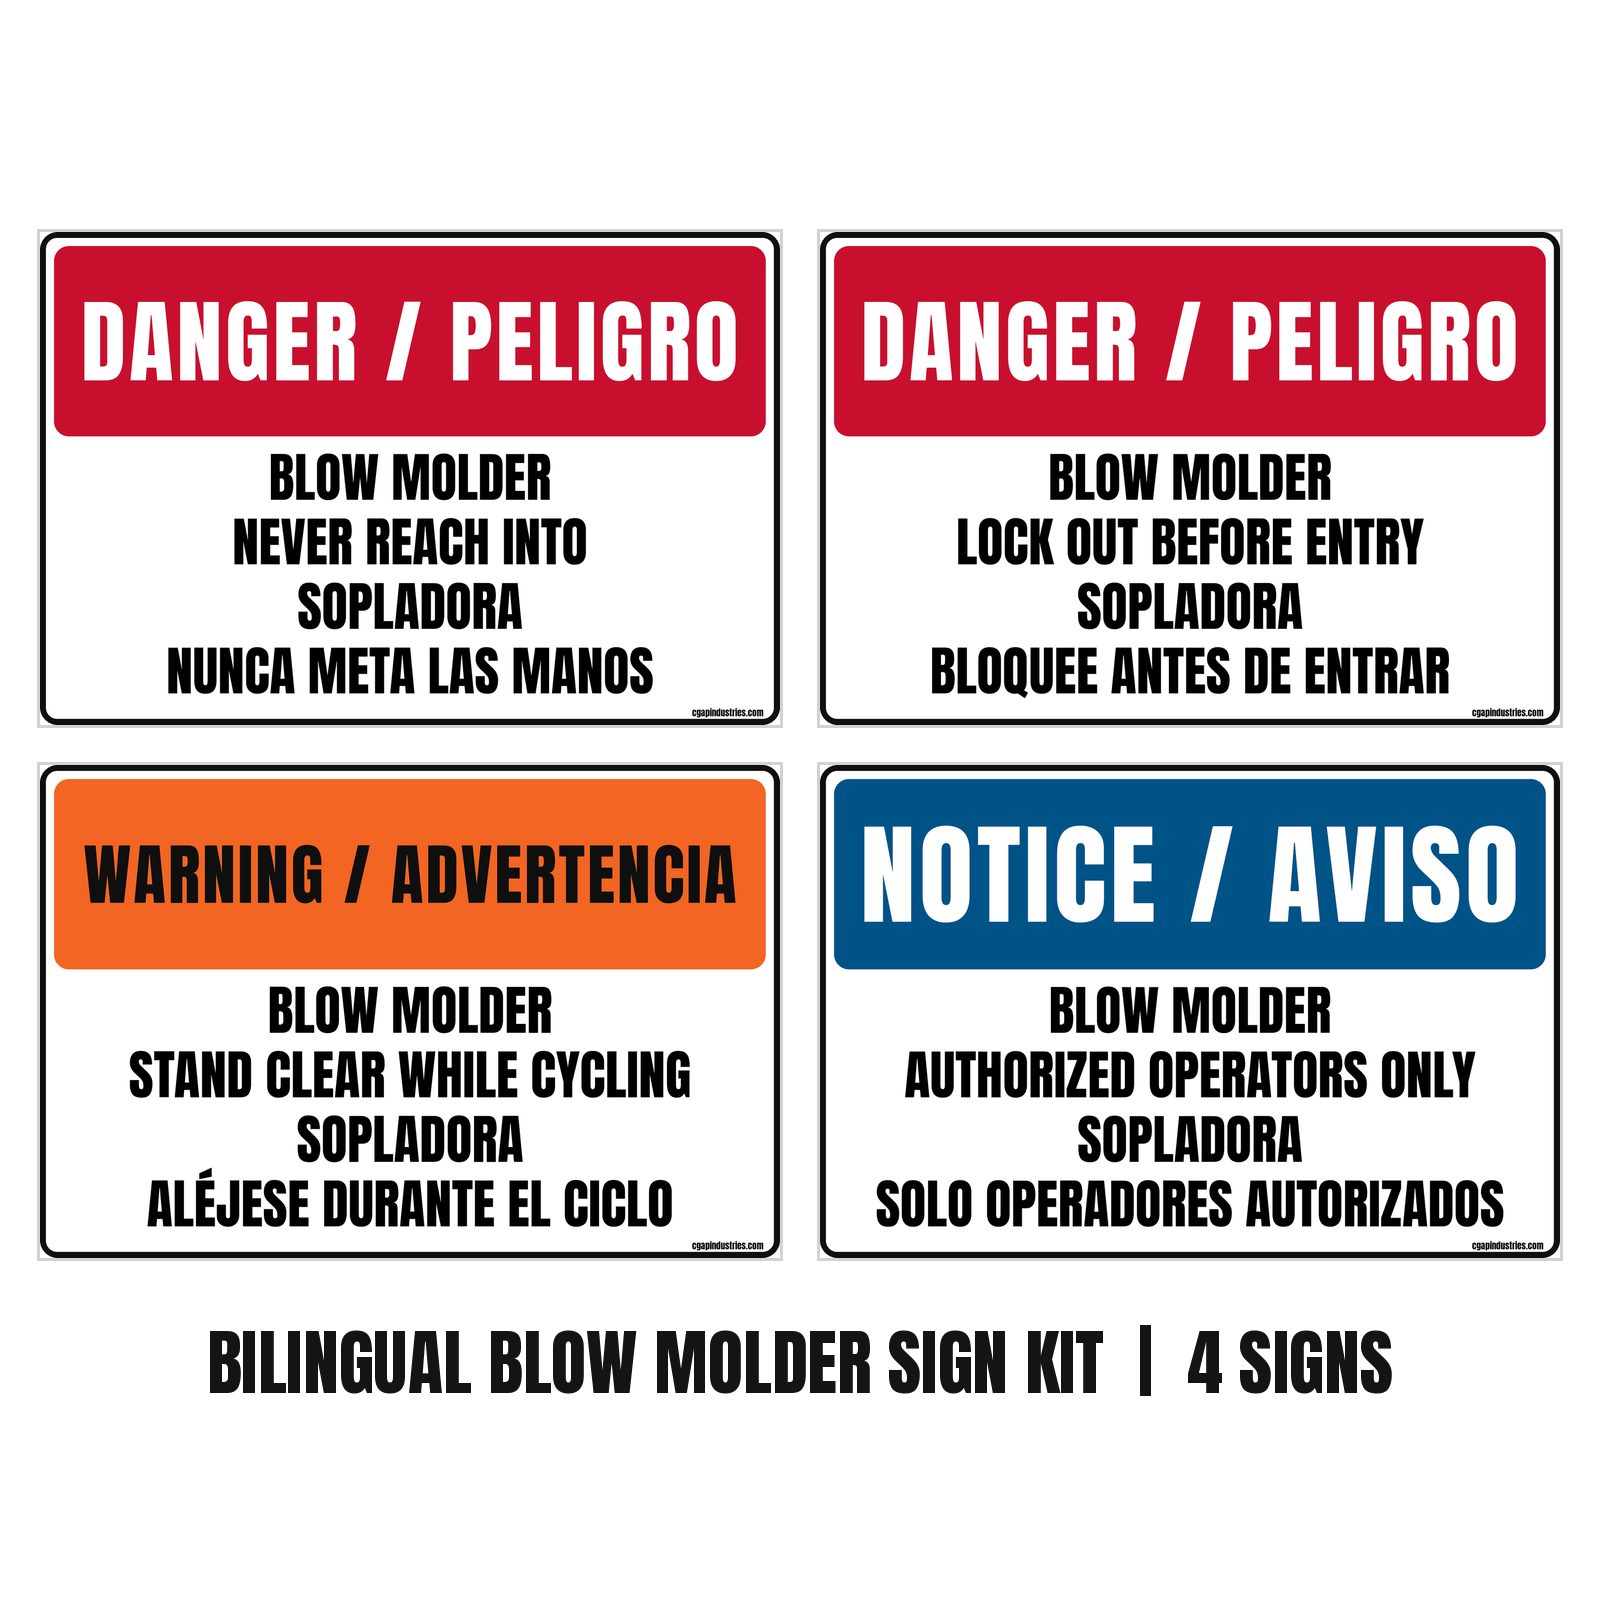 DANGER / PELIGRO
BLOW MOLDER
NEVER REACH INTO
SOPLADORA
NUNCA META LAS MANOS
cgapindustries.com
DANGER / PELIGRO
BLOW MOLDER
LOCK OUT BEFORE ENTRY
SOPLADORA
BLOQUEE ANTES DE ENTRAR
cgapindustries.com
WARNING / ADVERTENCIA
BLOW MOLDER
STAND CLEAR WHILE CYCLING
SOPLADORA
ALÉJESE DURANTE EL CICLO
cgapindustries.com
NOTICE / AVISO
BLOW MOLDER
AUTHORIZED OPERATORS ONLY
SOPLADORA
SOLO OPERADORES AUTORIZADOS
cgapindustries.com
BILINGUAL BLOW MOLDER SIGN KIT | 4 SIGNS